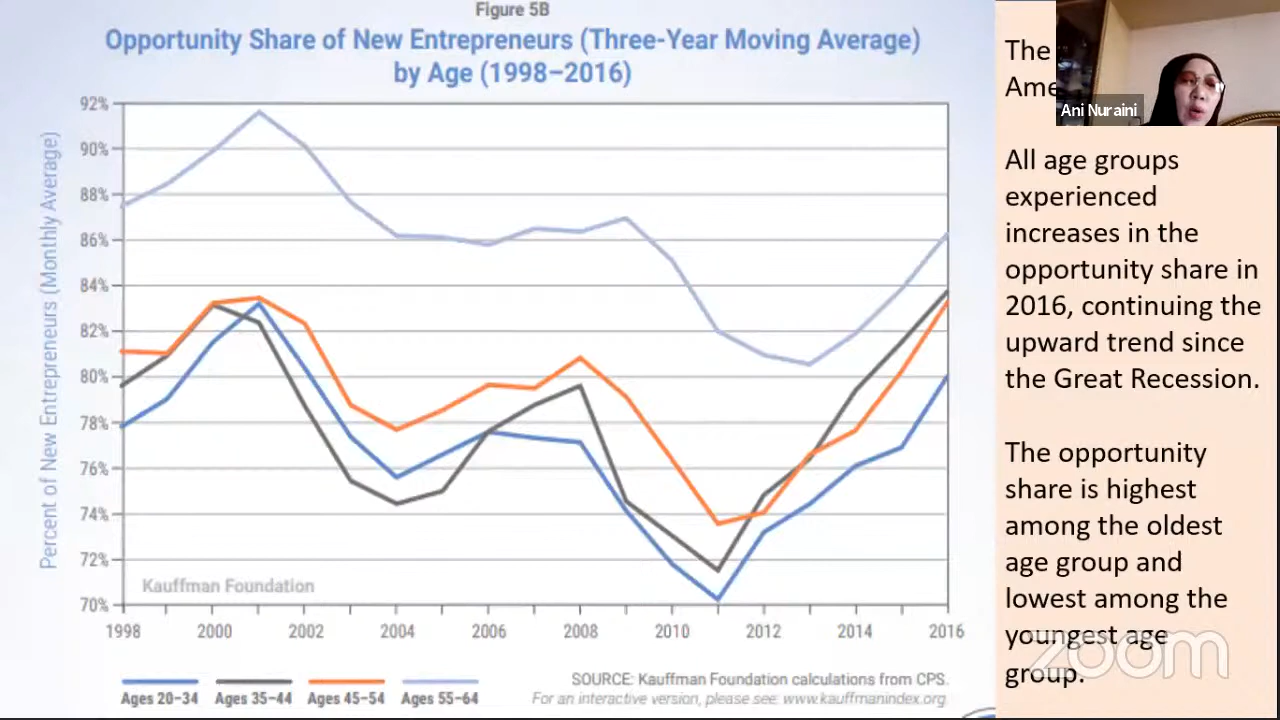 Figure 5B
Opportunity Share of New Entrepreneurs (Three-Year Moving Average)
by Age (1998–2016)
Percent of New Entrepreneurs (Monthly Average)
92%
90%
88%
86%
84%
82%
80%
78%
76%
74%
72%
70%
Kauffman Foundation
1998 2000 2002 2004 2006 2008 2010 2012 2014 2016
Ages 20–34 Ages 35–44 Ages 45–54 Ages 55–64
SOURCE: Kauffman Foundation calculations from CPS.
For an interactive version, please see: www.kauffmanindex.org.
The
Ame
Ani Nuraini
All age groups
experienced
increases in the
opportunity share in
2016, continuing the
upward trend since
the Great Recession.
The opportunity
share is highest
among the oldest
age group and
lowest among the
youngest age
group.
zoom